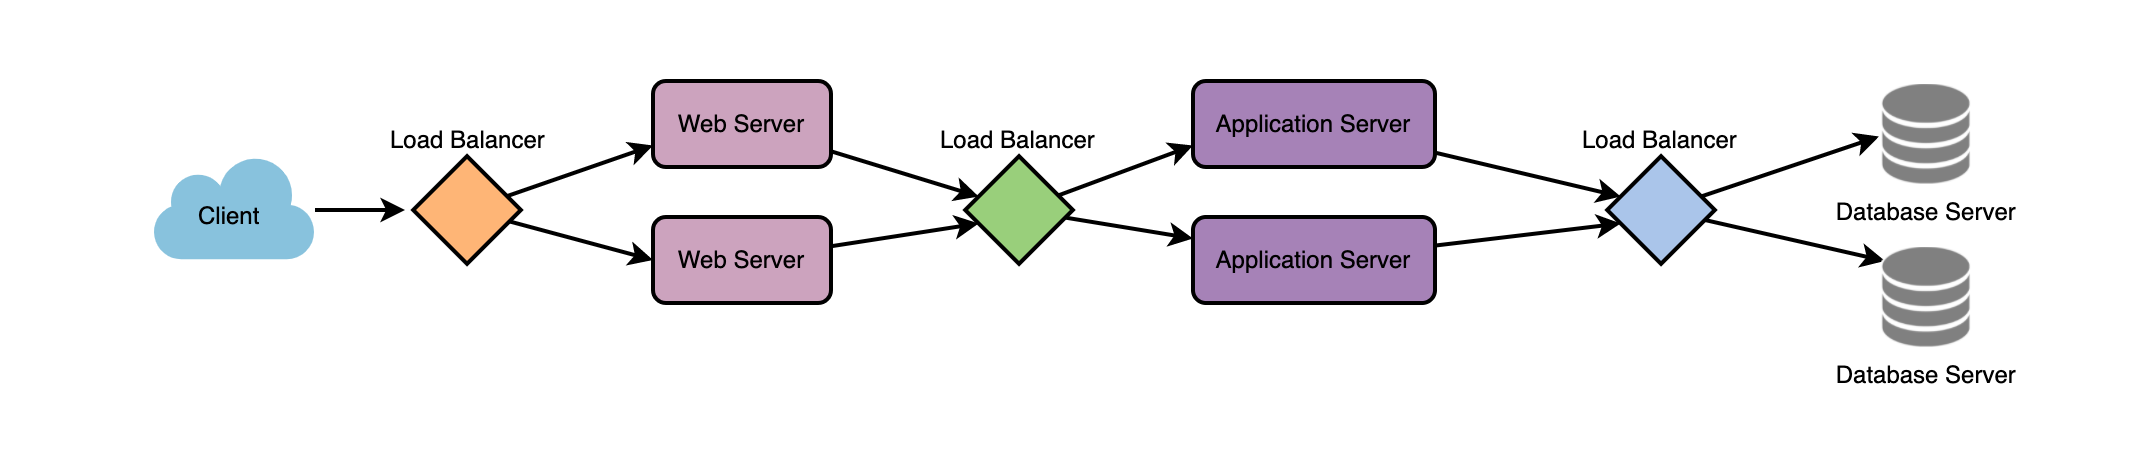 Client
Load Balancer
Web Server
Web Server
Load Balancer
Application Server
Application Server
Load Balancer
Database Server
Database Server